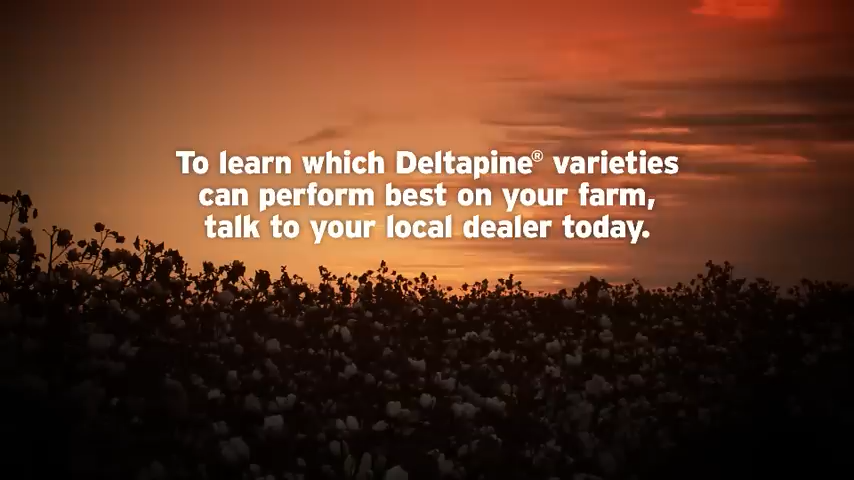 To learn which Deltapine® varieties
can perform best on your farm,
talk to your local dealer today.